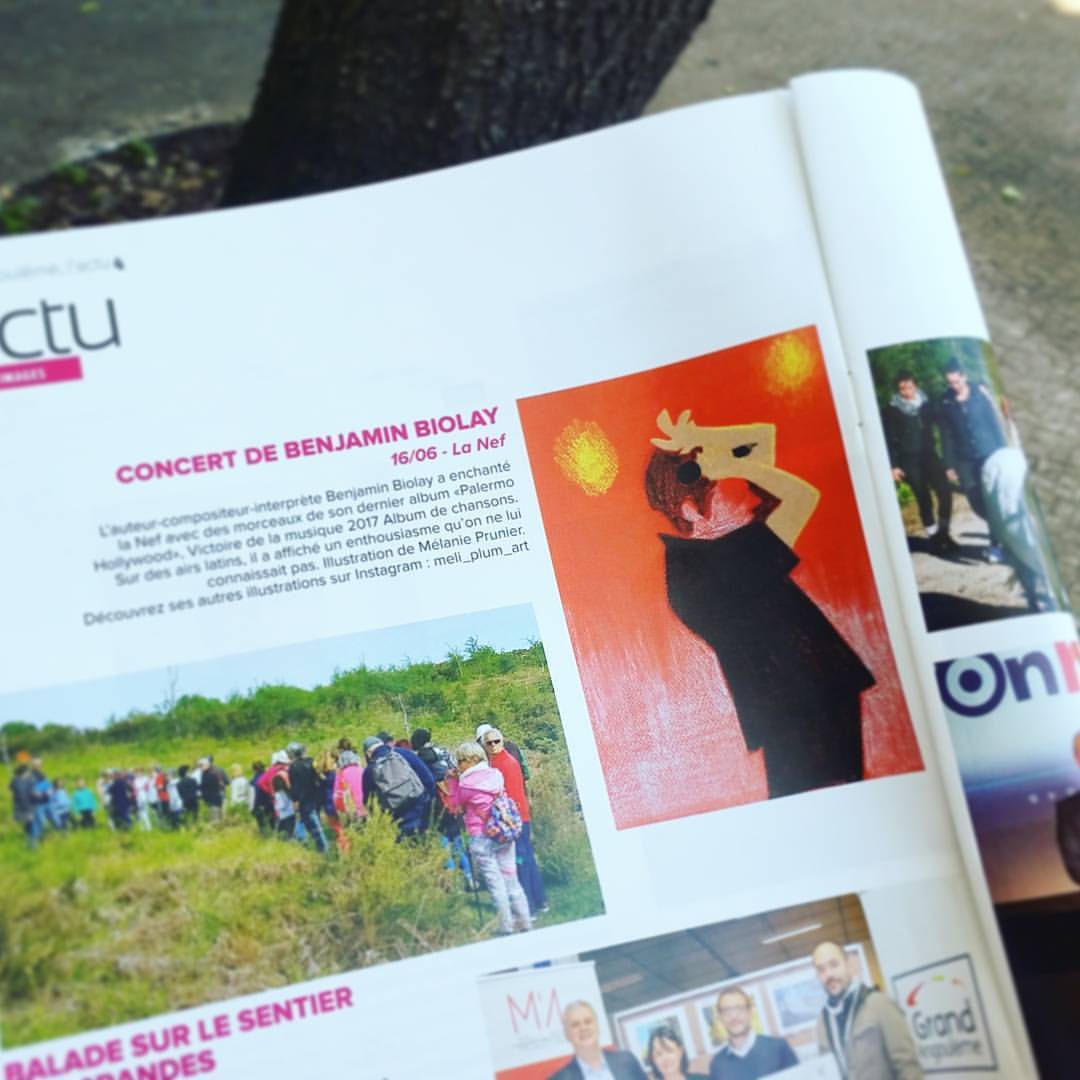 l'actu
ctu
IMAGES
CONCERT DE BENJAMIN BIOLAY
16/06 - La Nef
L'auteur-compositeur-interprète Benjamin Biolay a enchanté
la Nef avec des morceaux de son dernier album «Palermo
Hollywood», Victoire de la musique 2017 Album de chansons.
Sur des airs latins, il a affiché un enthousiasme qu'on ne lui
connaissait pas. Illustration de Mélanie Prunier.
Découvrez ses autres illustrations sur Instagram : meli_plum_art
On
BALADE SUR LE SENTIER
M'A
Grand